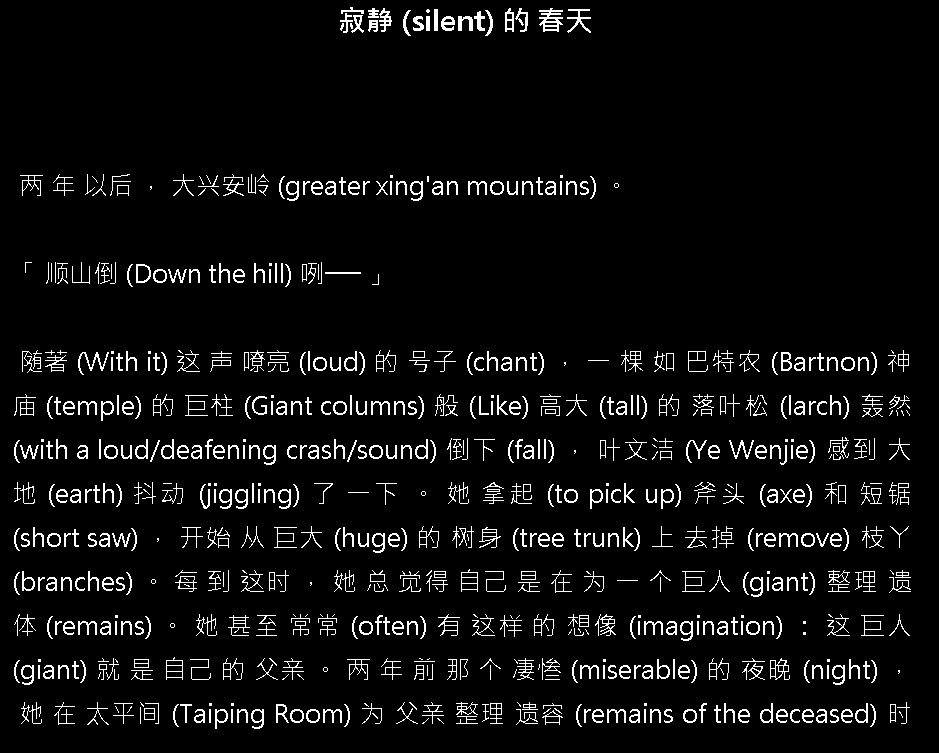 寂静 (silent) 的 春天
两 年 以后 ， 大兴安岭 (greater xing'an mountains) 。
「 顺山倒 (Down the hill) 咧── 」
随著 (With it) 这 声 嘹亮 (loud) 的 号子 (chant) ， 一 棵 如 巴特农 (Bartnon) 神
庙 (temple) 的 巨柱 (Giant columns) 般 (Like) 高大 (tall) 的 落叶松 (larch) 轰然
(with a loud/deafening crash/sound) 倒下 (fall) ， 叶文洁 (Ye Wenjie) 感到 大
地 (earth) 抖动 (jiggling) 了 一 下 。 她 拿起 (to pick up) 斧头 (axe) 和 短锯
(short saw) ， 开始 从 巨大 (huge) 的 树身 (tree trunk) 上 去掉 (remove) 枝丫
(branches) 。 每 到 这时 ， 她 总 觉得 自己 是 在 为 一 个 巨人 (giant) 整理 遗
体 (remains) 。 她 甚至 常常 (often) 有 这样 的 想像 (imagination) ： 这 巨人
(giant) 就 是 自己 的 父亲 。 两 年 前 那 个 凄惨 (miserable) 的 夜晚 (night) ，
她 在 太平间 (Taiping Room) 为 父亲 整理 遗容 (remains of the deceased) 时